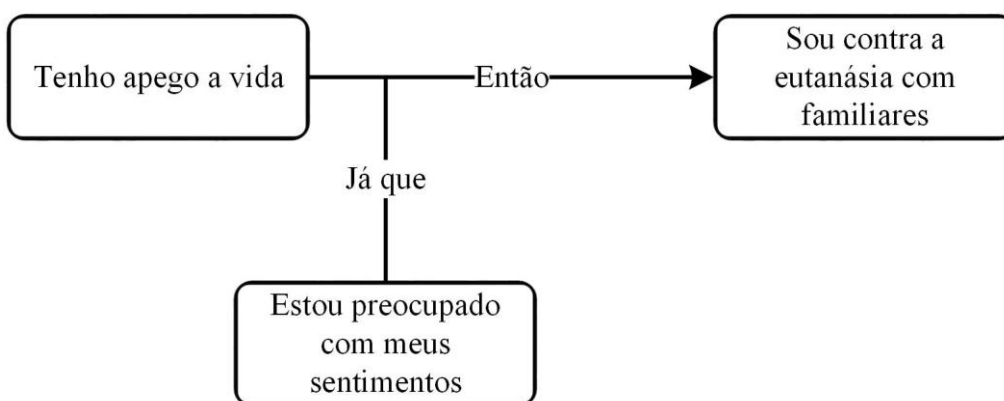 Tenho apego a vida
Então
Sou contra a
eutanásia com
familiares
Já que
Estou preocupado
com meus
sentimentos